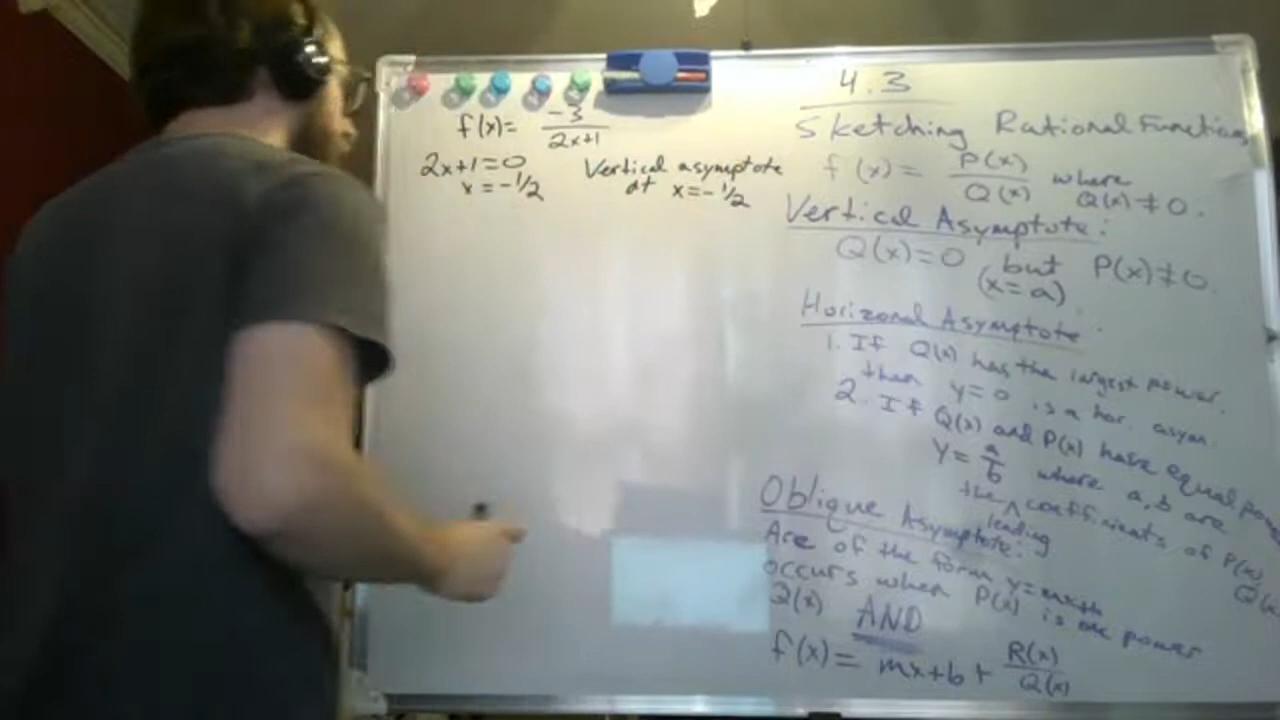 f(x)= -3/2x+1
2x+1=0
x=-1/2
Vertical asymptote
at x=-1/2
4.3
Sketching Rational Functions
f(x)= P(x)/Q(x) where Q(x)≠0.
Vertical Asymptote:
Q(x)=0 but P(x)≠0.
(x=a)
Horizonal Asymptote:
1. If Q(x) has the largest power.
then y=0 is a hor. asym.
2. If Q(x) and P(x) have equal power
y=a/b where a,b are
the leading coefficients of P(x)
Q(x)
Oblique Asymptote:
Are of the form y=mx+b
occurs when P(x) is one power
Q(x) AND
f(x)= mx+b+ R(x)/Q(x)